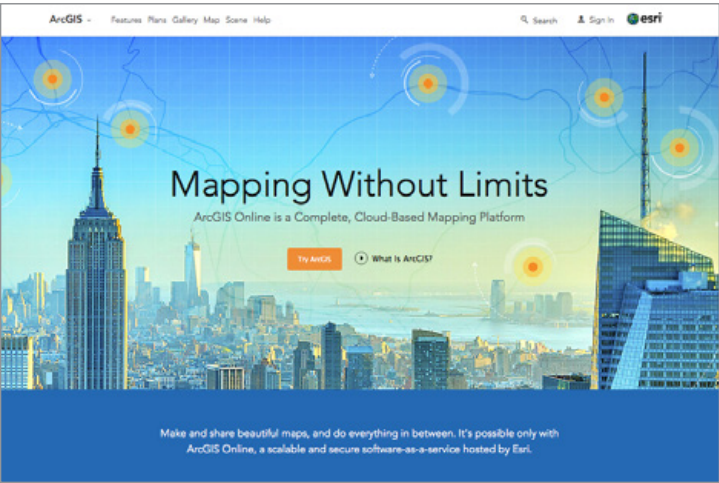 ArcGIS Features Plans Gallery Map Scene Help Search Sign In esri
Mapping Without Limits
ArcGIS Online is a Complete, Cloud-Based Mapping Platform
Try ArcGIS What Is ArcGIS?
Make and share beautiful maps, and do everything in between. It's possible only with
ArcGIS Online, a scalable and secure software-as-a-service hosted by Esri.